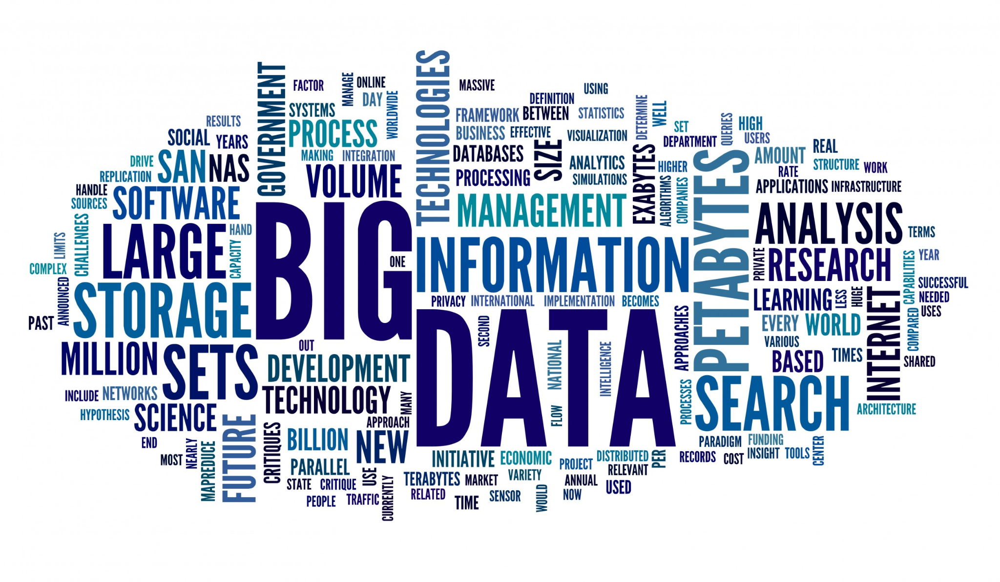 TECHNOLOGIES
GOVERNMENT
FACTOR
MANAGE
ONLINE
DAY
WORLDWIDE
SYSTEMS
PROCESS
MAKING
INTEGRATION
VOLUME
MASSIVE
USING
DEFINITION
FRAMEWORK
BETWEEN
STATISTICS
DETERMINE
WELL
BUSINESS
EFFECTIVE
VISUALIZATION
SET
QUERIES
HIGH
USERS
DEPARTMENT
DATABASES
SIZE
ANALYTICS
EXABYTES
HIGHER
PROCESSING
SIMULATIONS
ALGORITHMS
COMPANIES
MANAGEMENT
PETABYTES
AMOUNT
REAL
RATE
STRUCTURE
WORK
APPLICATIONS
INFRASTRUCTURE
RESULTS
SOCIAL
YEARS
DRIVE
SAN
NAS
REPLICATION
HANDLE
SOURCES
SOFTWARE
CHALLENGES
LIMITS
LARGE
HAND
CAPACITY
COMPLEX
ANNOUNCED
PAST
STORAGE
BIG
ONE
INFORMATION
ANALYSIS
TERMS
PRIVATE
RESEARCH
CAPABILITIES
YEAR
SUCCESSFUL
NEEDED
USES
PRIVACY
INTERNATIONAL
IMPLEMENTATION
BECOMES
LEARNING
LESS
HUGE
INTERNET
EVERY
WORLD
COMPARED
VARIOUS
BASED
TIMES
SHARED
MILLION
SETS
OUT
DEVELOPMENT
DATA
SECOND
NATIONAL
INTELLIGENCE
FLOW
APPROACHES
PROCESSES
SEARCH
ARCHITECTURE
INCLUDE
NETWORKS
HYPOTHESIS
SCIENCE
TECHNOLOGY
MANY
APPROACH
FUTURE
CRITIQUES
BILLION
NEW
END
MOST
NEARLY
MAPREDUCE
PARALLEL
STATE
CRITIQUE
USE
CURRENTLY
PEOPLE
TRAFFIC
INITIATIVE
ECONOMIC
PROJECT
DISTRIBUTED
PER
TERABYTES
MARKET
VARIETY
ANNUAL
RELEVANT
USED
RELATED
TIME
SENSOR
WOULD
NOW
PARADIGM
FUNDING
RECORDS
COST
INSIGHT
TOOLS
CENTER